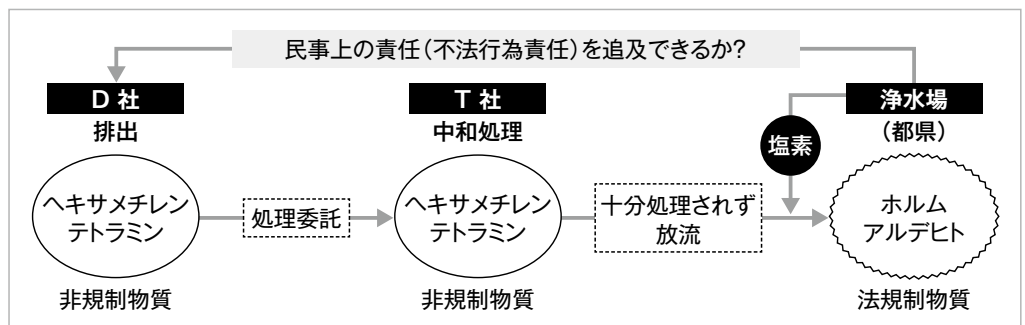 民事上の責任(不法行為責任)を追及できるか?
D 社
T 社
浄水場
排出
中和処理
(都県)
塩素
ヘキサメチレン
テトラミン
処理委託
ヘキサメチレン
テトラミン
十分処理されず
放流
ホルム
アルデヒト
非規制物質
非規制物質
法規制物質